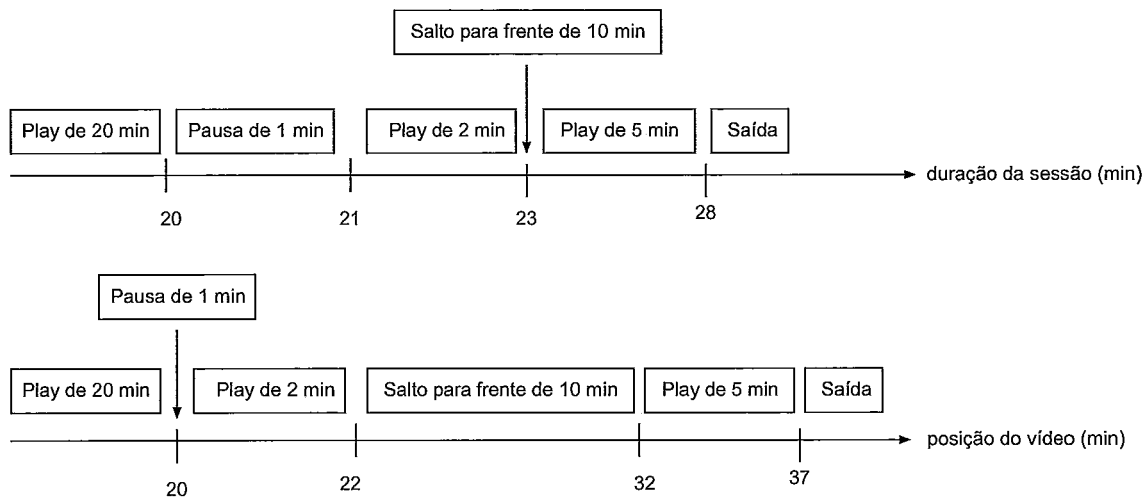 Salto para frente de 10 min
Play de 20 min
Pausa de 1 min
Play de 2 min
Play de 5 min
Saída
duração da sessão (min)
20
21
23
28
Pausa de 1 min
Play de 20 min
Play de 2 min
Salto para frente de 10 min
Play de 5 min
Saída
posição do vídeo (min)
20
22
32
37